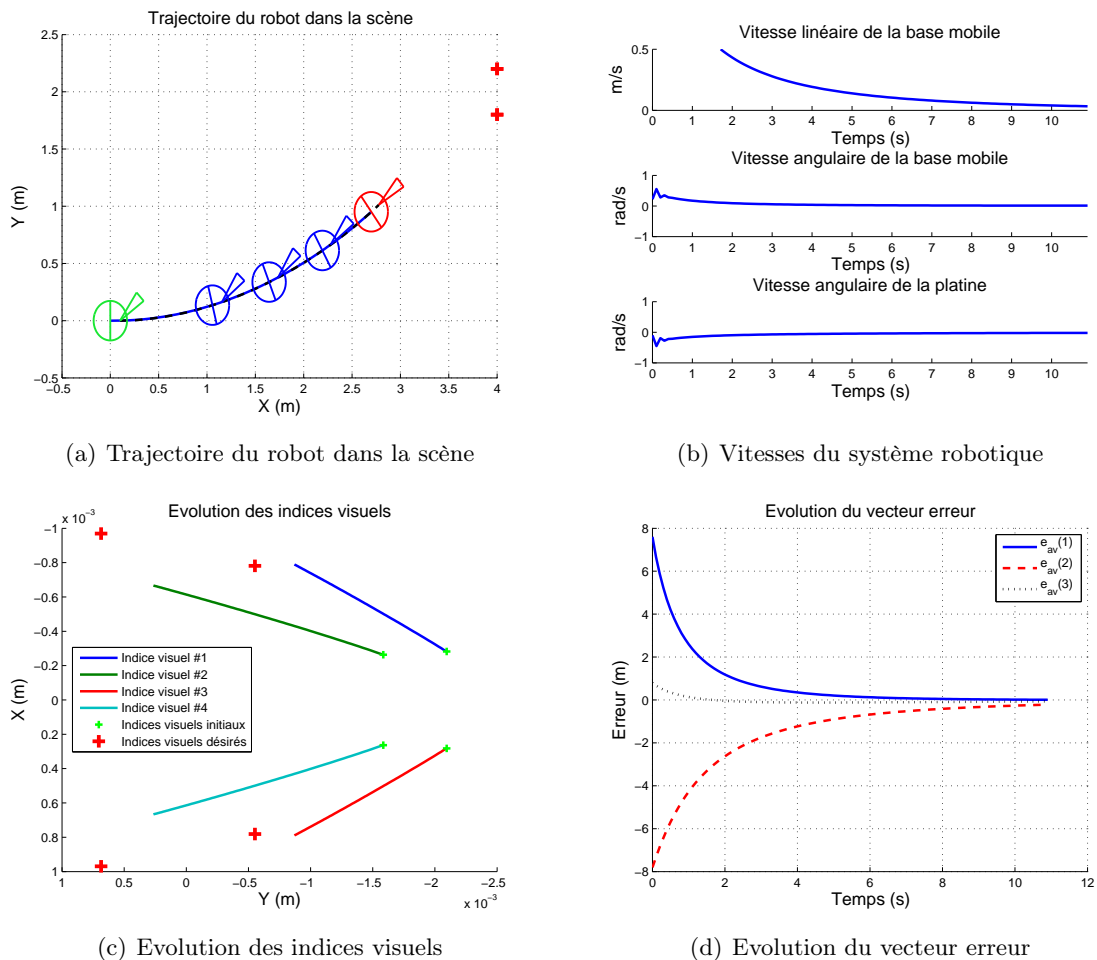 Trajectoire du robot dans la scène
2.5
2
1.5
1
0.5
0
−0.5
−0.5 0 0.5 1 1.5 2 2.5 3 3.5 4
Y (m)
X (m)
(a) Trajectoire du robot dans la scène
Vitesse linéaire de la base mobile
0.5
0
m/s
0 1 2 3 4 5 6 7 8 9 10
Temps (s)
Vitesse angulaire de la base mobile
1
0
−1
rad/s
0 1 2 3 4 5 6 7 8 9 10
Temps (s)
Vitesse angulaire de la platine
1
0
−1
rad/s
0 1 2 3 4 5 6 7 8 9 10
Temps (s)
(b) Vitesses du système robotique
x 10⁻³
Evolution des indices visuels
−1
−0.8
−0.6
−0.4
−0.2
0
0.2
0.4
0.6
0.8
1
X (m)
Indice visuel #1
Indice visuel #2
Indice visuel #3
Indice visuel #4
Indices visuels initiaux
Indices visuels désirés
1 0.5 0 −0.5 −1 −1.5 −2 −2.5
Y (m)
x 10⁻³
(c) Evolution des indices visuels
Evolution du vecteur erreur
8
6
4
2
0
−2
−4
−6
−8
Erreur (m)
e_av(1)
e_av(2)
e_av(3)
0 2 4 6 8 10 12
Temps (s)
(d) Evolution du vecteur erreur